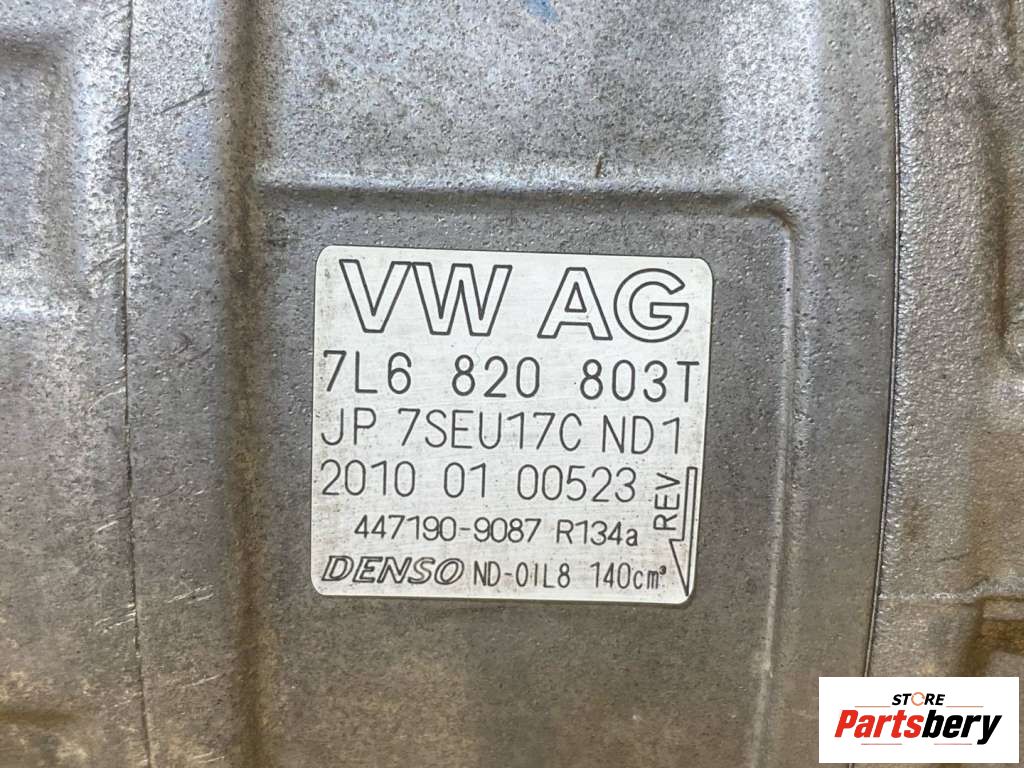 VW AG
7L6 820 803T
JP 7SEU17C ND1
2010 01 00523
REV
447190-9087 R134a
DENSO ND-OIL8 140cm³
STORE
Partsbery